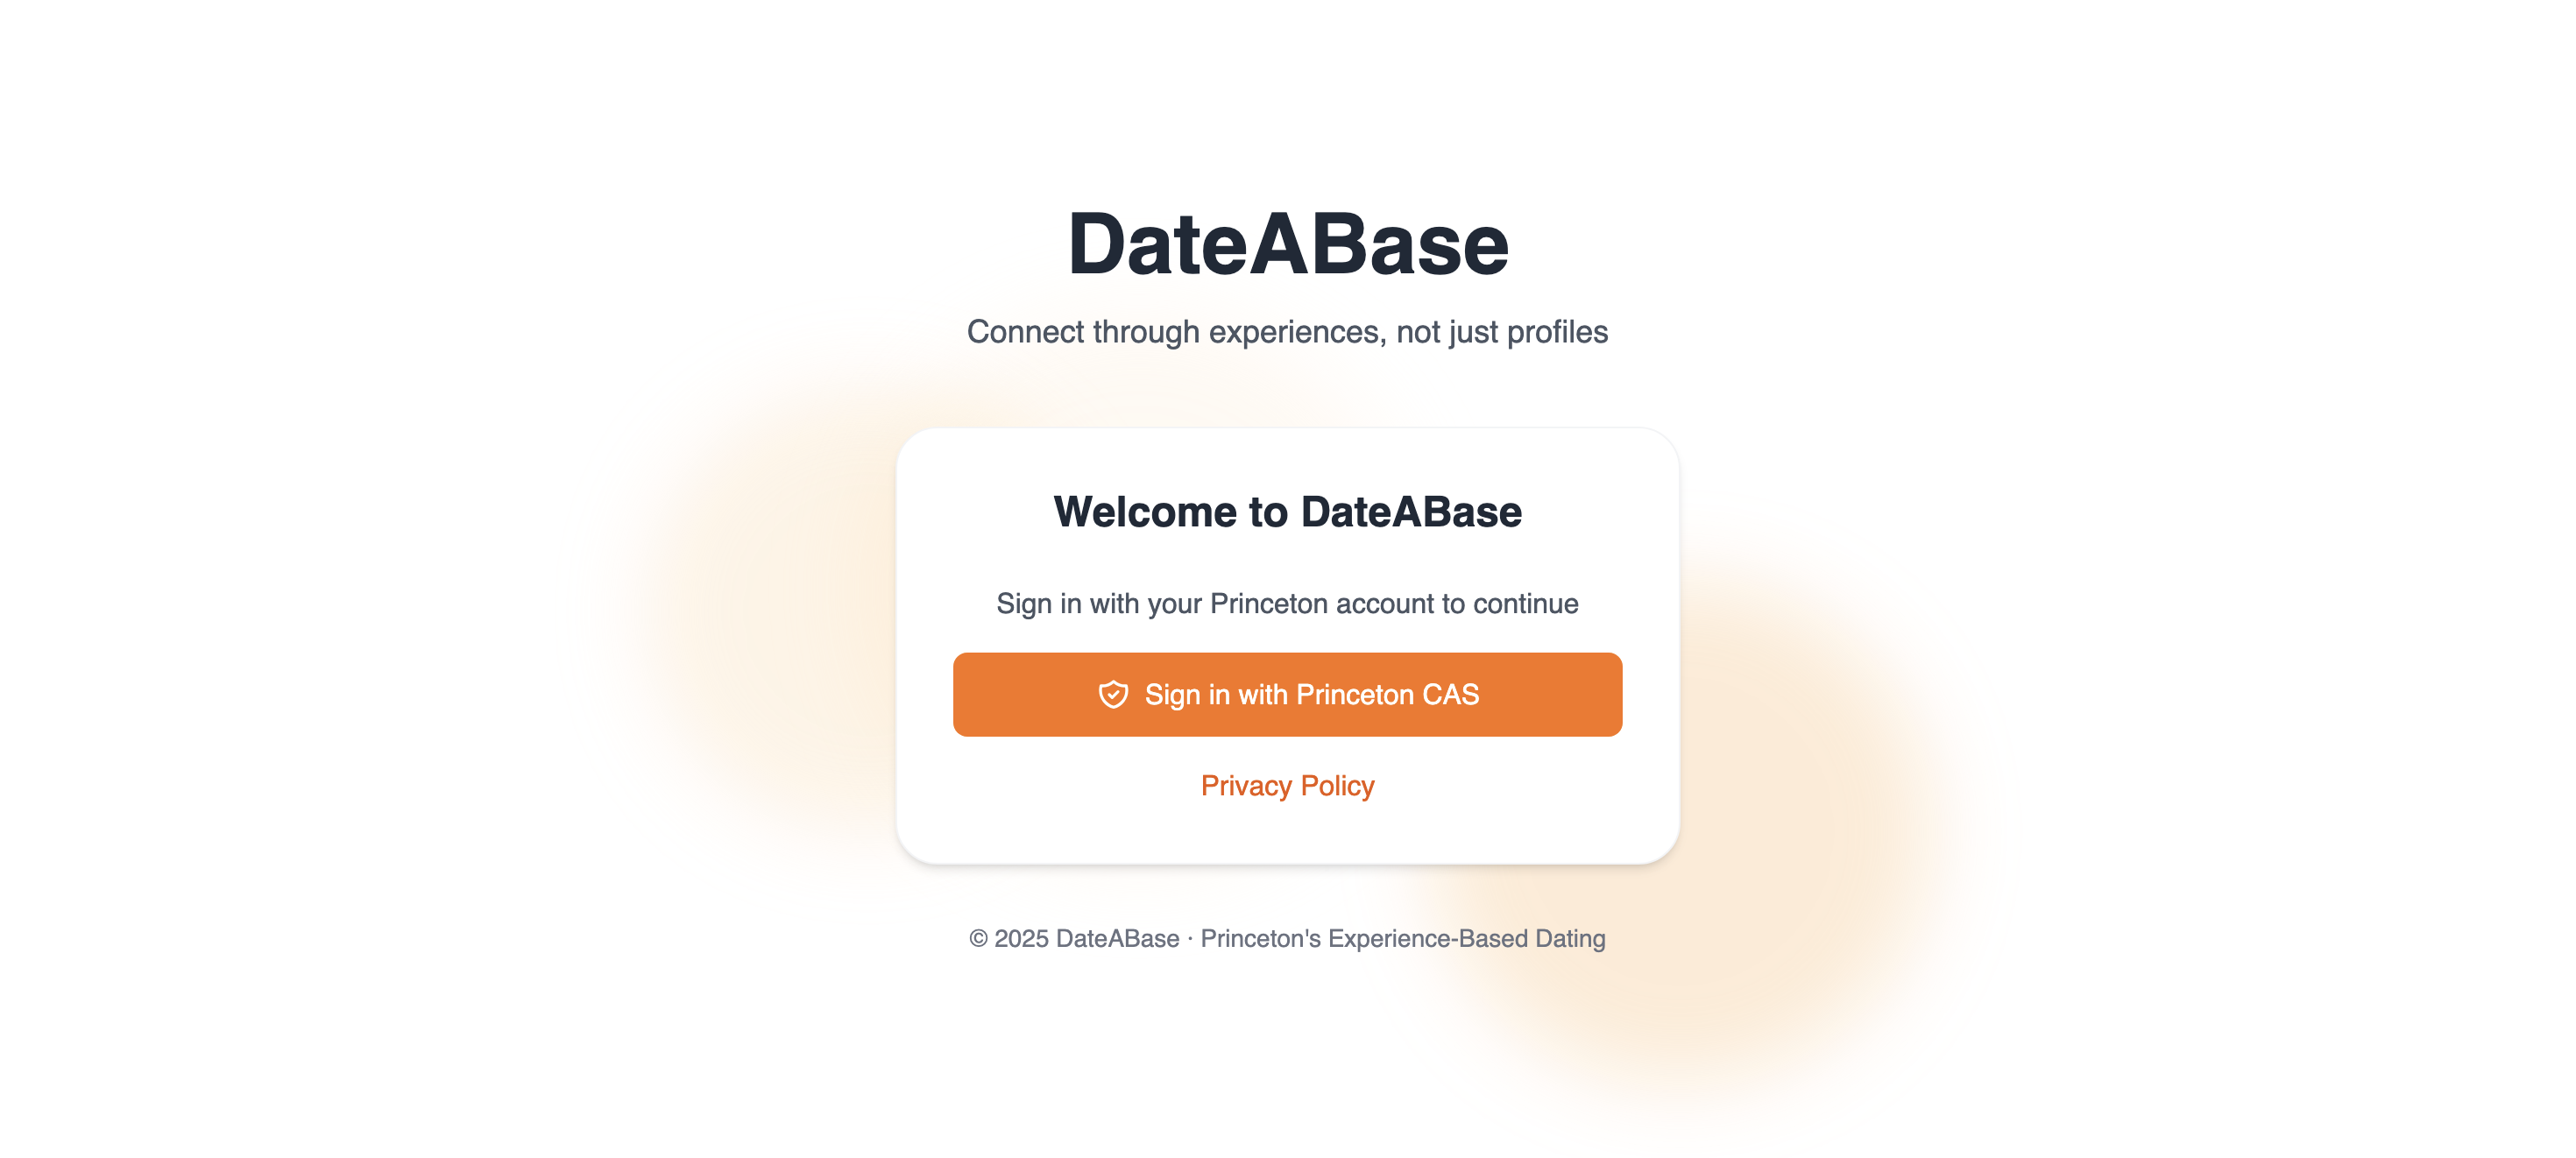 DateABase
Connect through experiences, not just profiles
Welcome to DateABase
Sign in with your Princeton account to continue
Sign in with Princeton CAS
Privacy Policy
© 2025 DateABase · Princeton's Experience-Based Dating